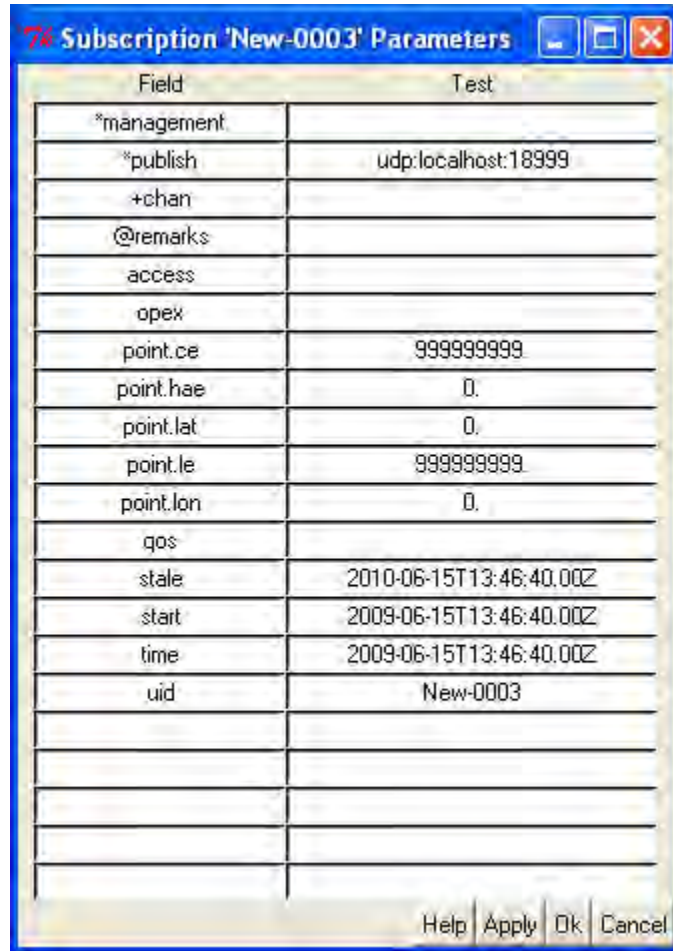 Subscription 'New-0003' Parameters
Field Test
*management
*publish udp:localhost:18999
+chan
@remarks
access
opex
point.ce 999999999.
point.hae 0.
point.lat 0.
point.le 999999999.
point.lon 0.
qos
stale 2010-06-15T13:46:40.00Z
start 2009-06-15T13:46:40.00Z
time 2009-06-15T13:46:40.00Z
uid New-0003
Help Apply Ok Cancel